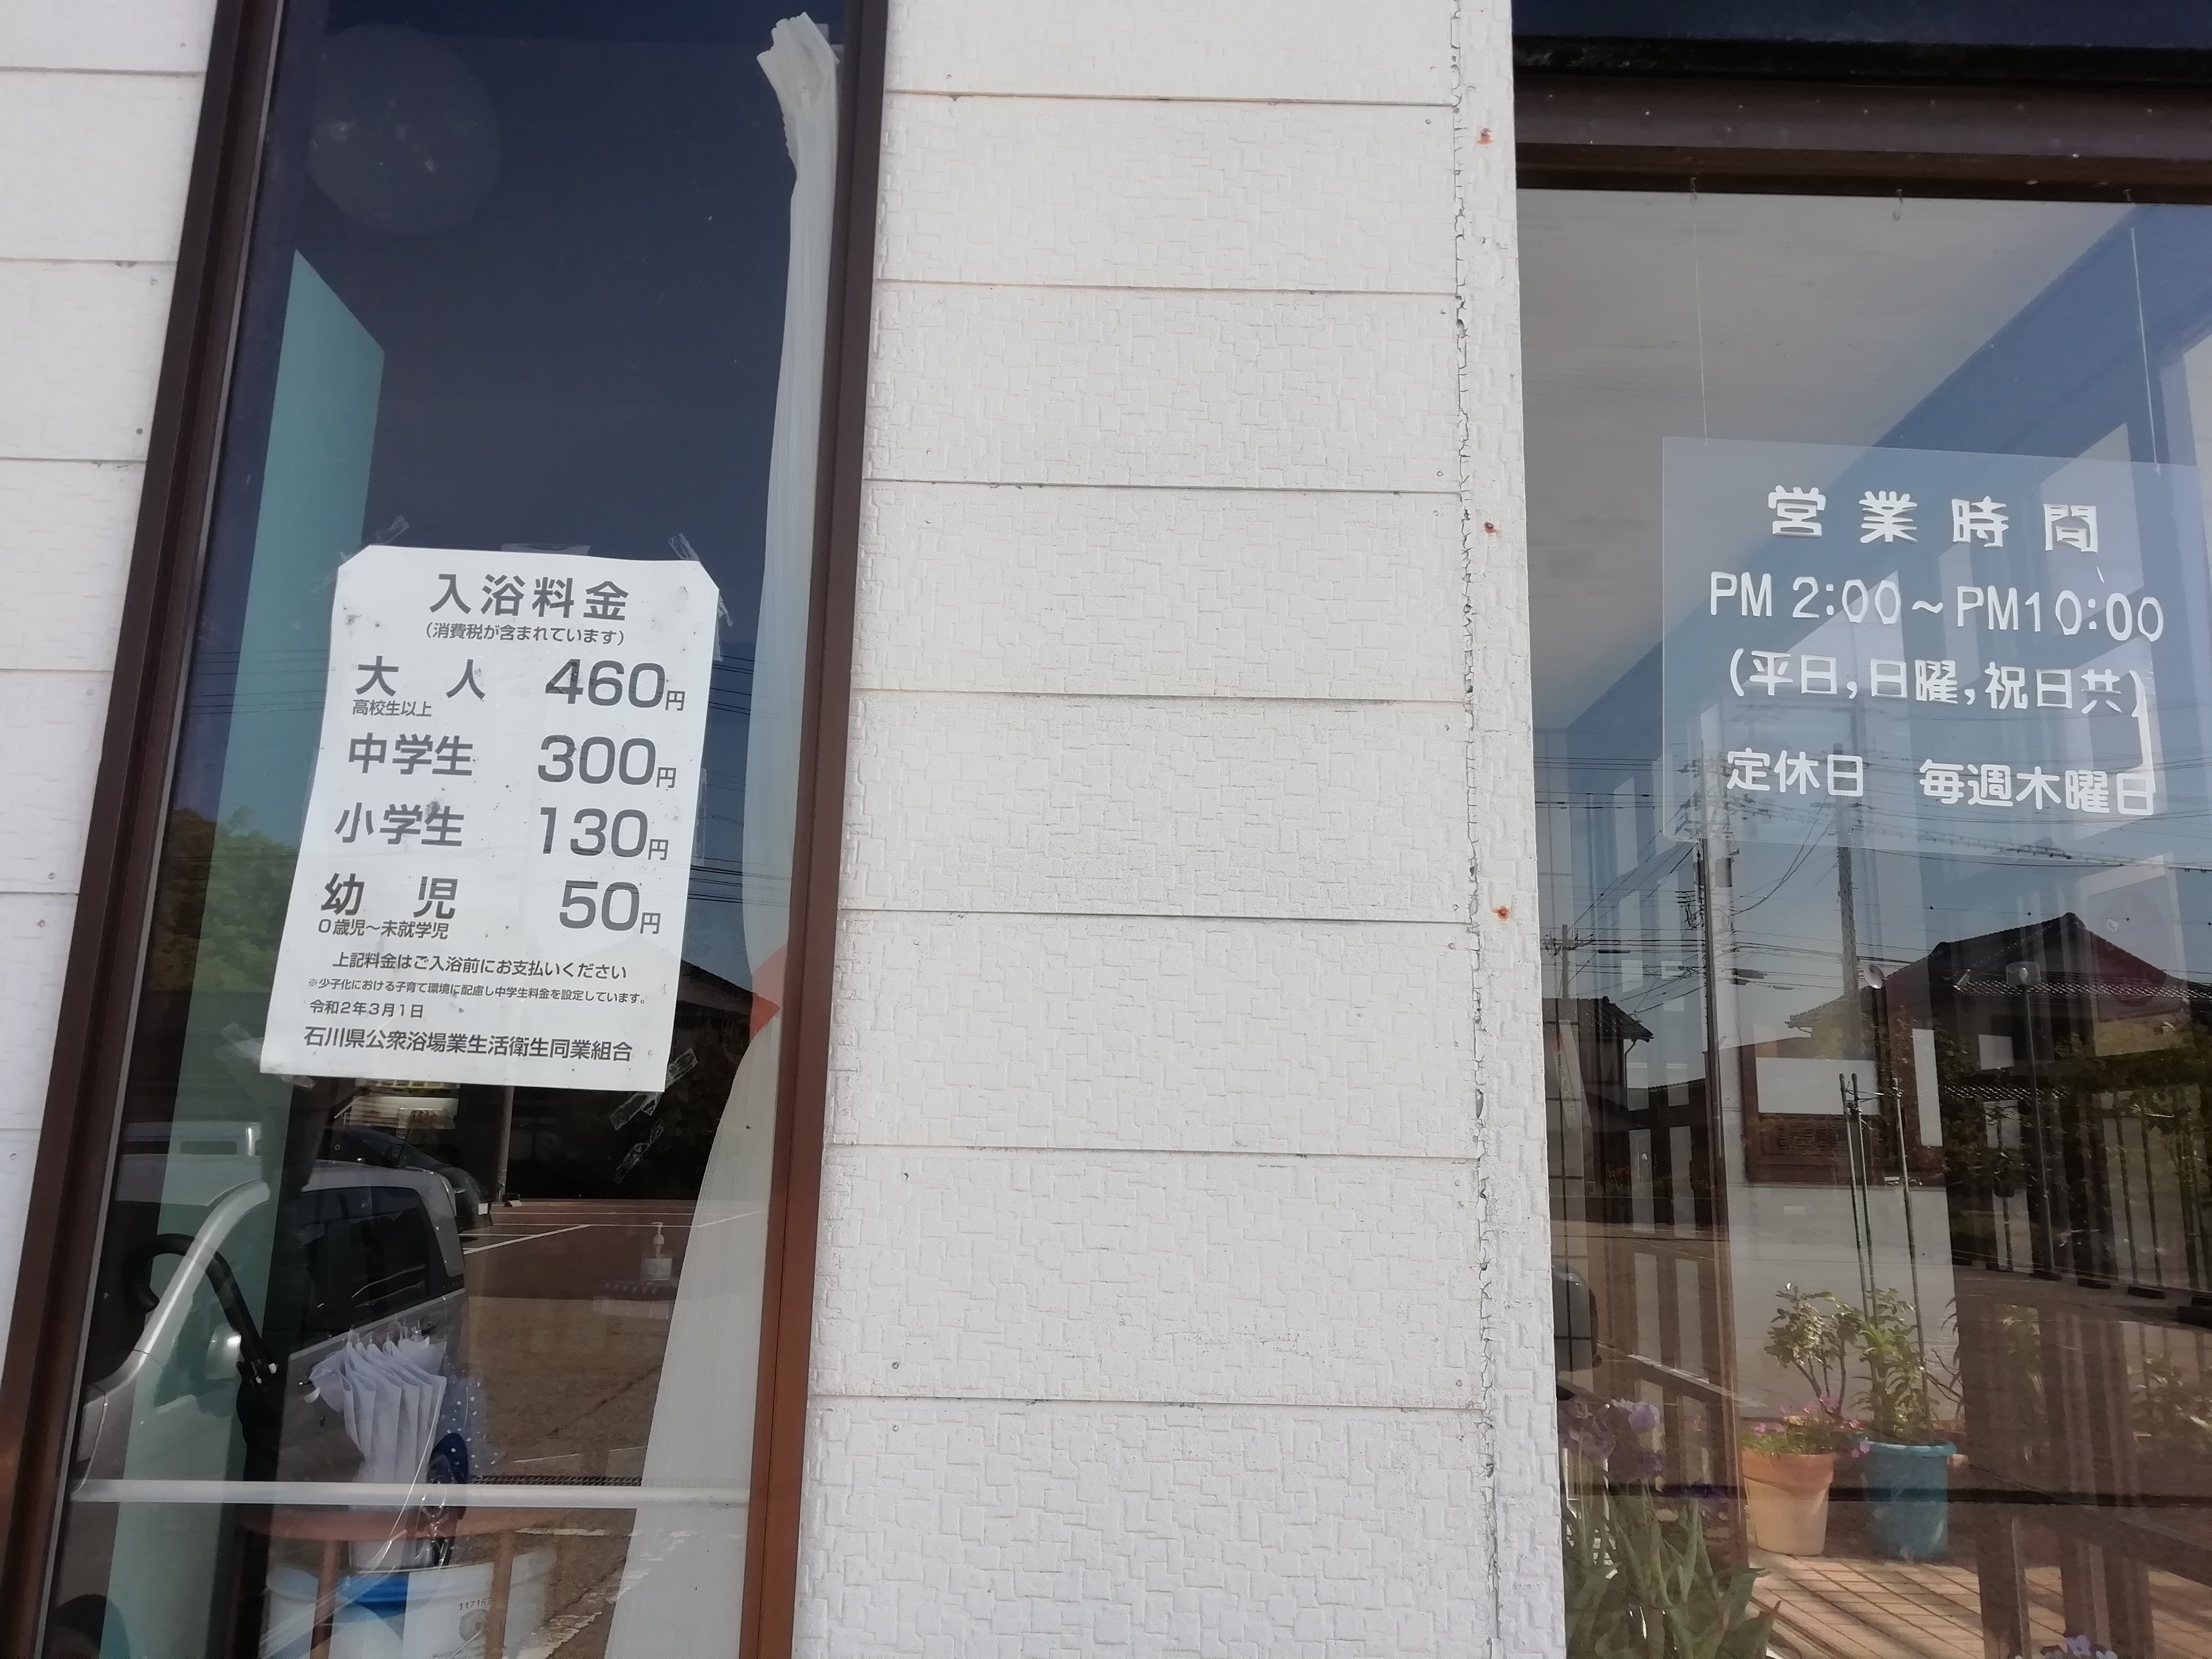 入浴料金
(消費税が含まれています)
大人 460円
高校生以上
中学生 300円
小学生 130円
幼児 50円
0歳児～未就学児
上記料金はご入浴前にお支払いください
※少子化における子育て環境に配慮し中学生料金を設定しています。
令和2年3月1日
石川県公衆浴場業生活衛生同業組合
営業時間
PM 2:00～PM10:00
(平日,日曜,祝日共)
定休日 毎週木曜日